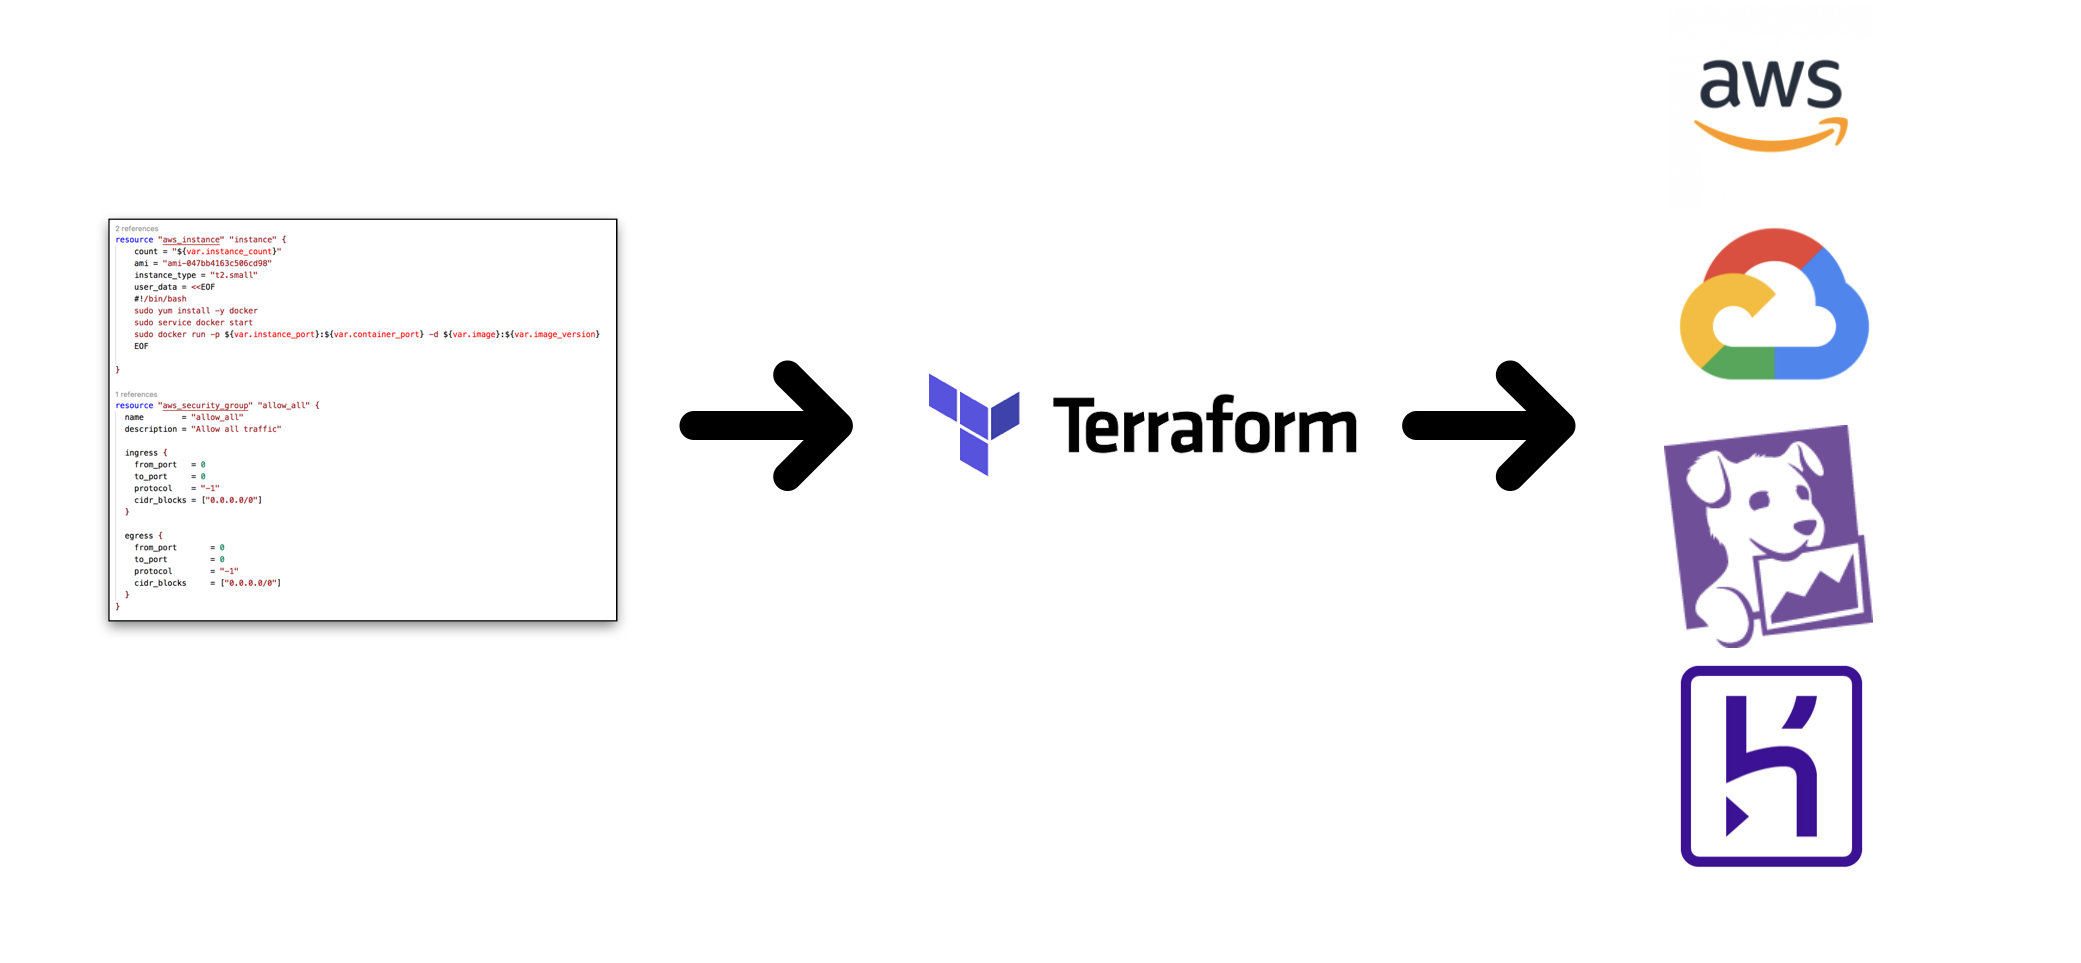 2 references
resource "aws_instance" "instance" {
count = "${var.instance_count}"
ami = "ami-047bb4163c506cd98"
instance_type = "t2.small"
user_data = <<EOF
#!/bin/bash
sudo yum install -y docker
sudo service docker start
sudo docker run -p ${var.instance_port}:${var.container_port} -d ${var.image}:${var.image_version}
EOF
}
1 references
resource "aws_security_group" "allow_all" {
name = "allow_all"
description = "Allow all traffic"
ingress {
from_port = 0
to_port = 0
protocol = "-1"
cidr_blocks = ["0.0.0.0/0"]
}
egress {
from_port = 0
to_port = 0
protocol = "-1"
cidr_blocks = ["0.0.0.0/0"]
}
}
Terraform
aws